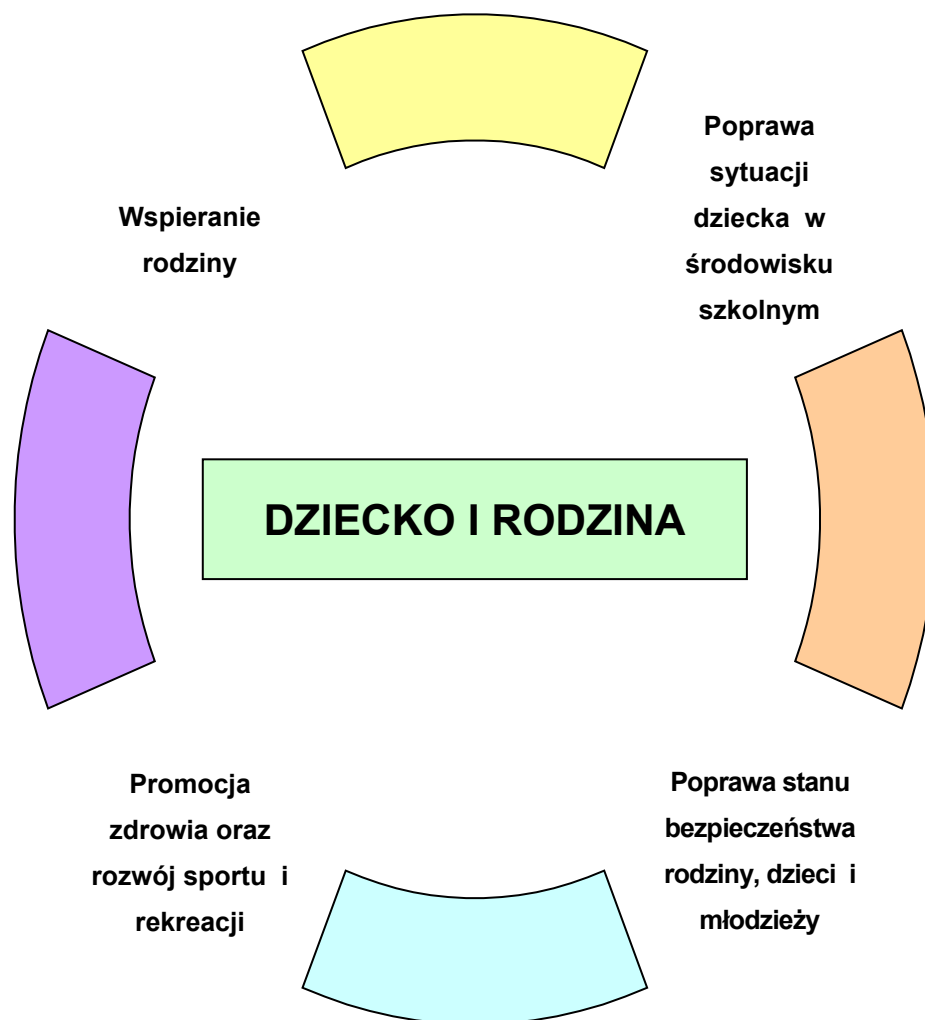 Wspieranie
rodziny
Poprawa
sytuacji
dziecka w
środowisku
szkolnym
DZIECKO I RODZINA
Promocja
zdrowia oraz
rozwój sportu i
rekreacji
Poprawa stanu
bezpieczeństwa
rodziny, dzieci i
młodzieży